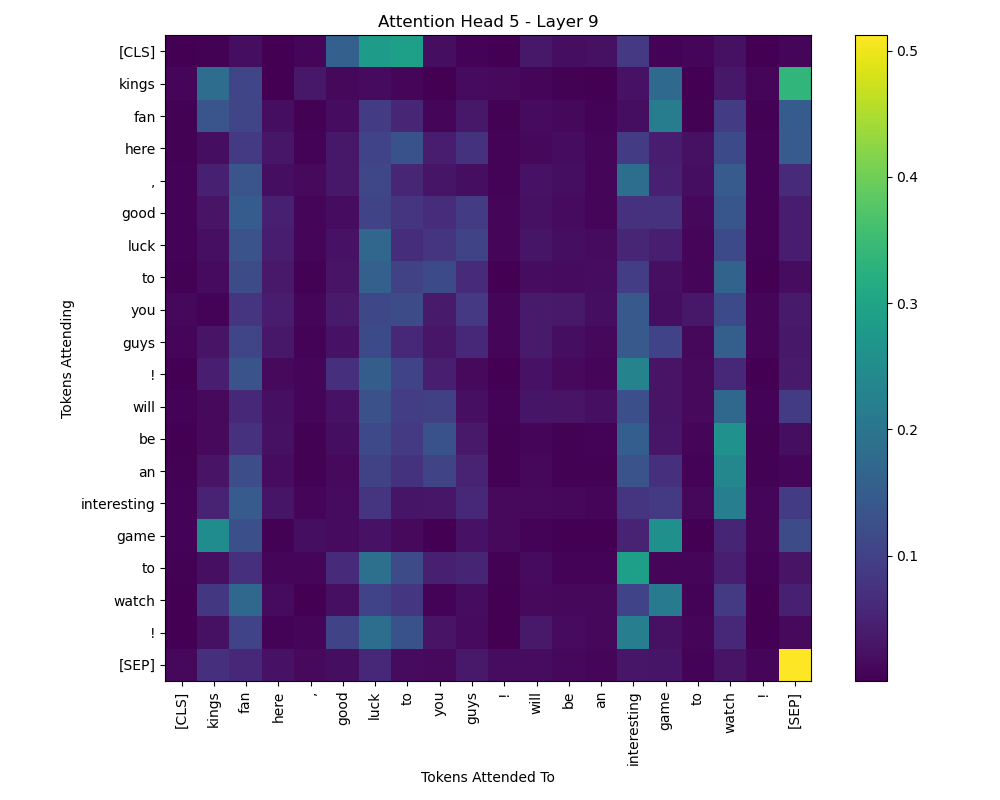 Attention Head 5 - Layer 9
Tokens Attending
[CLS]
kings
fan
here
,
good
luck
to
you
guys
!
will
be
an
interesting
game
to
watch
!
[SEP]
[CLS]
kings
fan
here
,
good
luck
to
you
guys
!
will
be
an
interesting
game
to
watch
!
[SEP]
Tokens Attended To
0.5
0.4
0.3
0.2
0.1